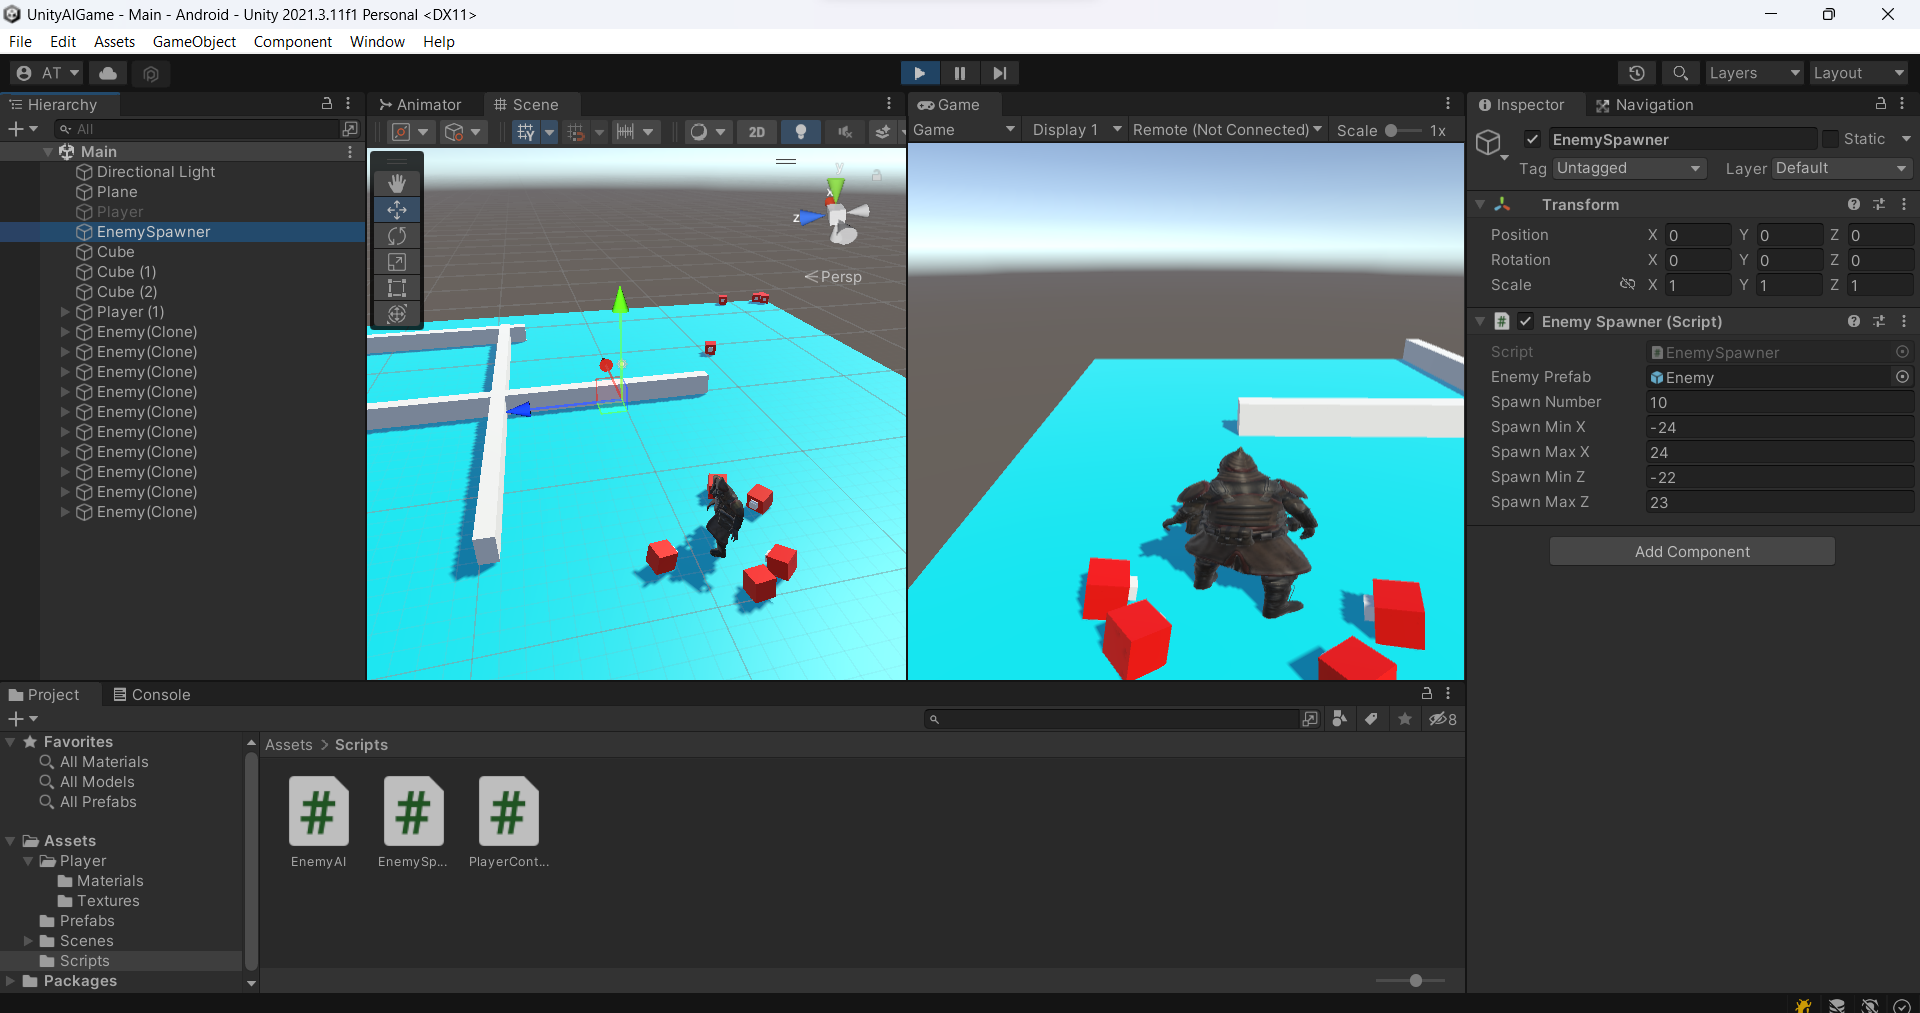 UnityAIGame - Main - Android - Unity 2021.3.11f1 Personal <DX11>
File Edit Assets GameObject Component Window Help
AT
Layers
Layout
Hierarchy
All
Main
Directional Light
Plane
Player
EnemySpawner
Cube
Cube (1)
Cube (2)
Player (1)
Enemy(Clone)
Enemy(Clone)
Enemy(Clone)
Enemy(Clone)
Enemy(Clone)
Enemy(Clone)
Enemy(Clone)
Enemy(Clone)
Enemy(Clone)
Enemy(Clone)
Animator
Scene
2D
y
x
z
Persp
Game
Game Display 1 Remote (Not Connected) Scale 1x
Inspector
Navigation
EnemySpawner Static
Tag Untagged Layer Default
Transform
Position X 0 Y 0 Z 0
Rotation X 0 Y 0 Z 0
Scale X 1 Y 1 Z 1
# Enemy Spawner (Script)
Script EnemySpawner
Enemy Prefab Enemy
Spawn Number 10
Spawn Min X -24
Spawn Max X 24
Spawn Min Z -22
Spawn Max Z 23
Add Component
Project
Console
8
Favorites
All Materials
All Models
All Prefabs
Assets
Player
Materials
Textures
Prefabs
Scenes
Scripts
Packages
Assets > Scripts
# # #
EnemyAI EnemySp... PlayerCont...